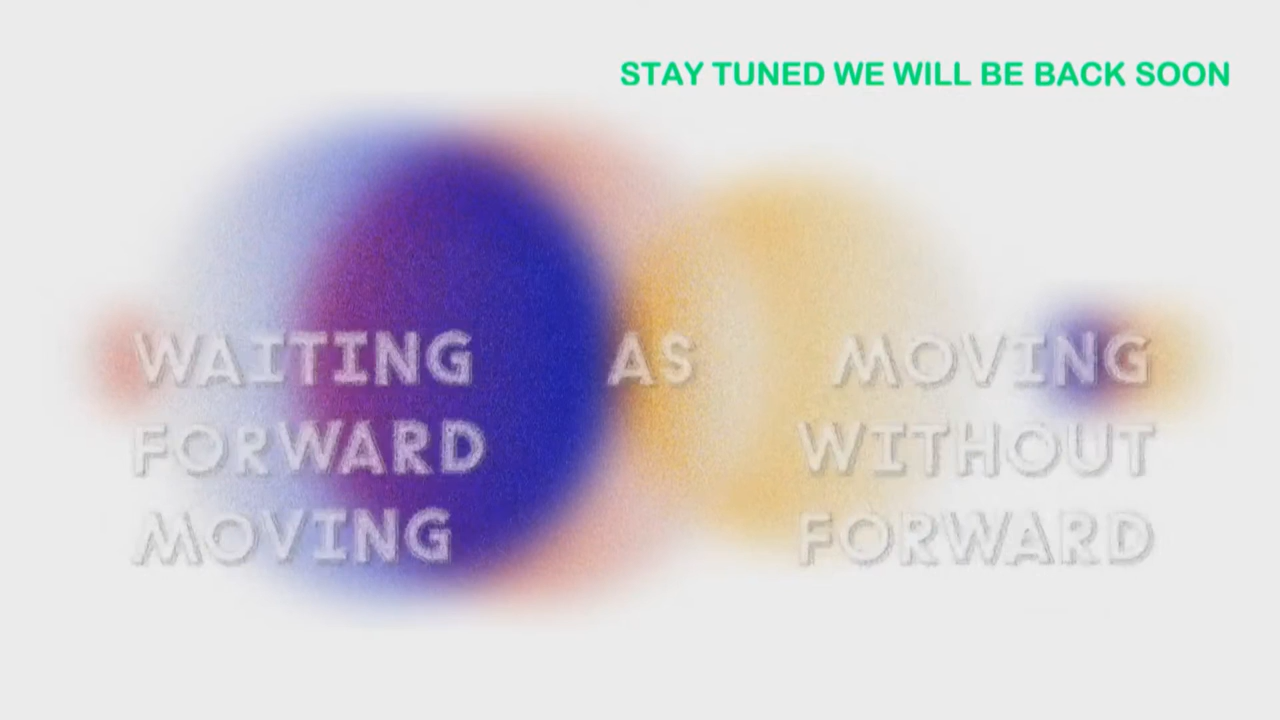 STAY TUNED WE WILL BE BACK SOON
WAITING AS MOVING
FORWARD WITHOUT
MOVING FORWARD